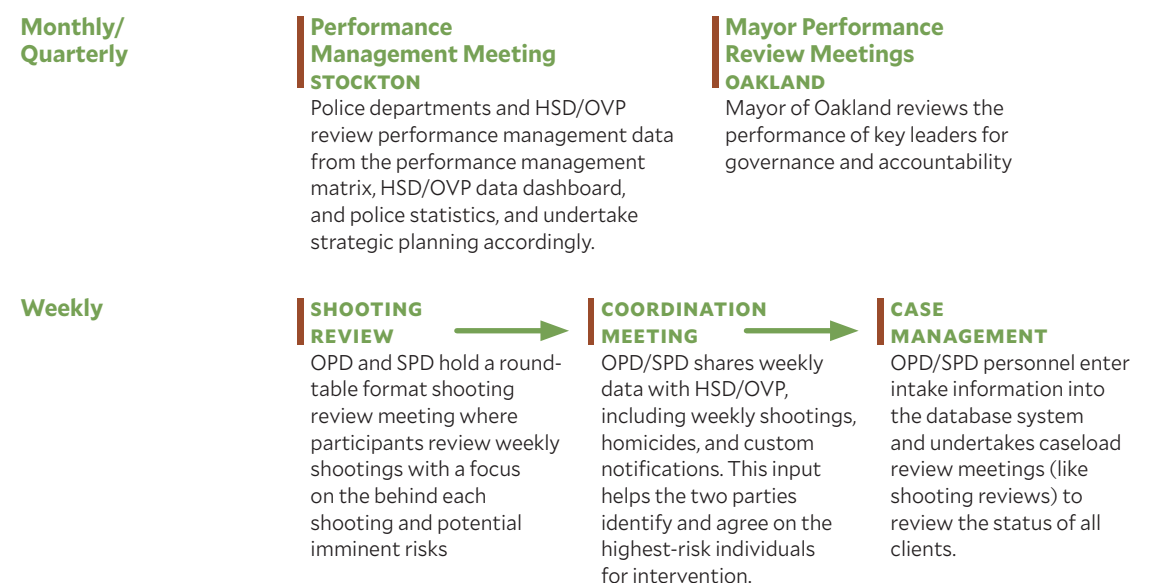 Monthly/
Quarterly
Performance
Management Meeting
STOCKTON
Police departments and HSD/OVP
review performance management data
from the performance management
matrix, HSD/OVP data dashboard,
and police statistics, and undertake
strategic planning accordingly.
Mayor Performance
Review Meetings
OAKLAND
Mayor of Oakland reviews the
performance of key leaders for
governance and accountability
Weekly
SHOOTING
REVIEW
OPD and SPD hold a round-
table format shooting
review meeting where
participants review weekly
shootings with a focus
on the behind each
shooting and potential
imminent risks
COORDINATION
MEETING
OPD/SPD shares weekly
data with HSD/OVP,
including weekly shootings,
homicides, and custom
notifications. This input
helps the two parties
identify and agree on the
highest-risk individuals
for intervention.
CASE
MANAGEMENT
OPD/SPD personnel enter
intake information into
the database system
and undertakes caseload
review meetings (like
shooting reviews) to
review the status of all
clients.